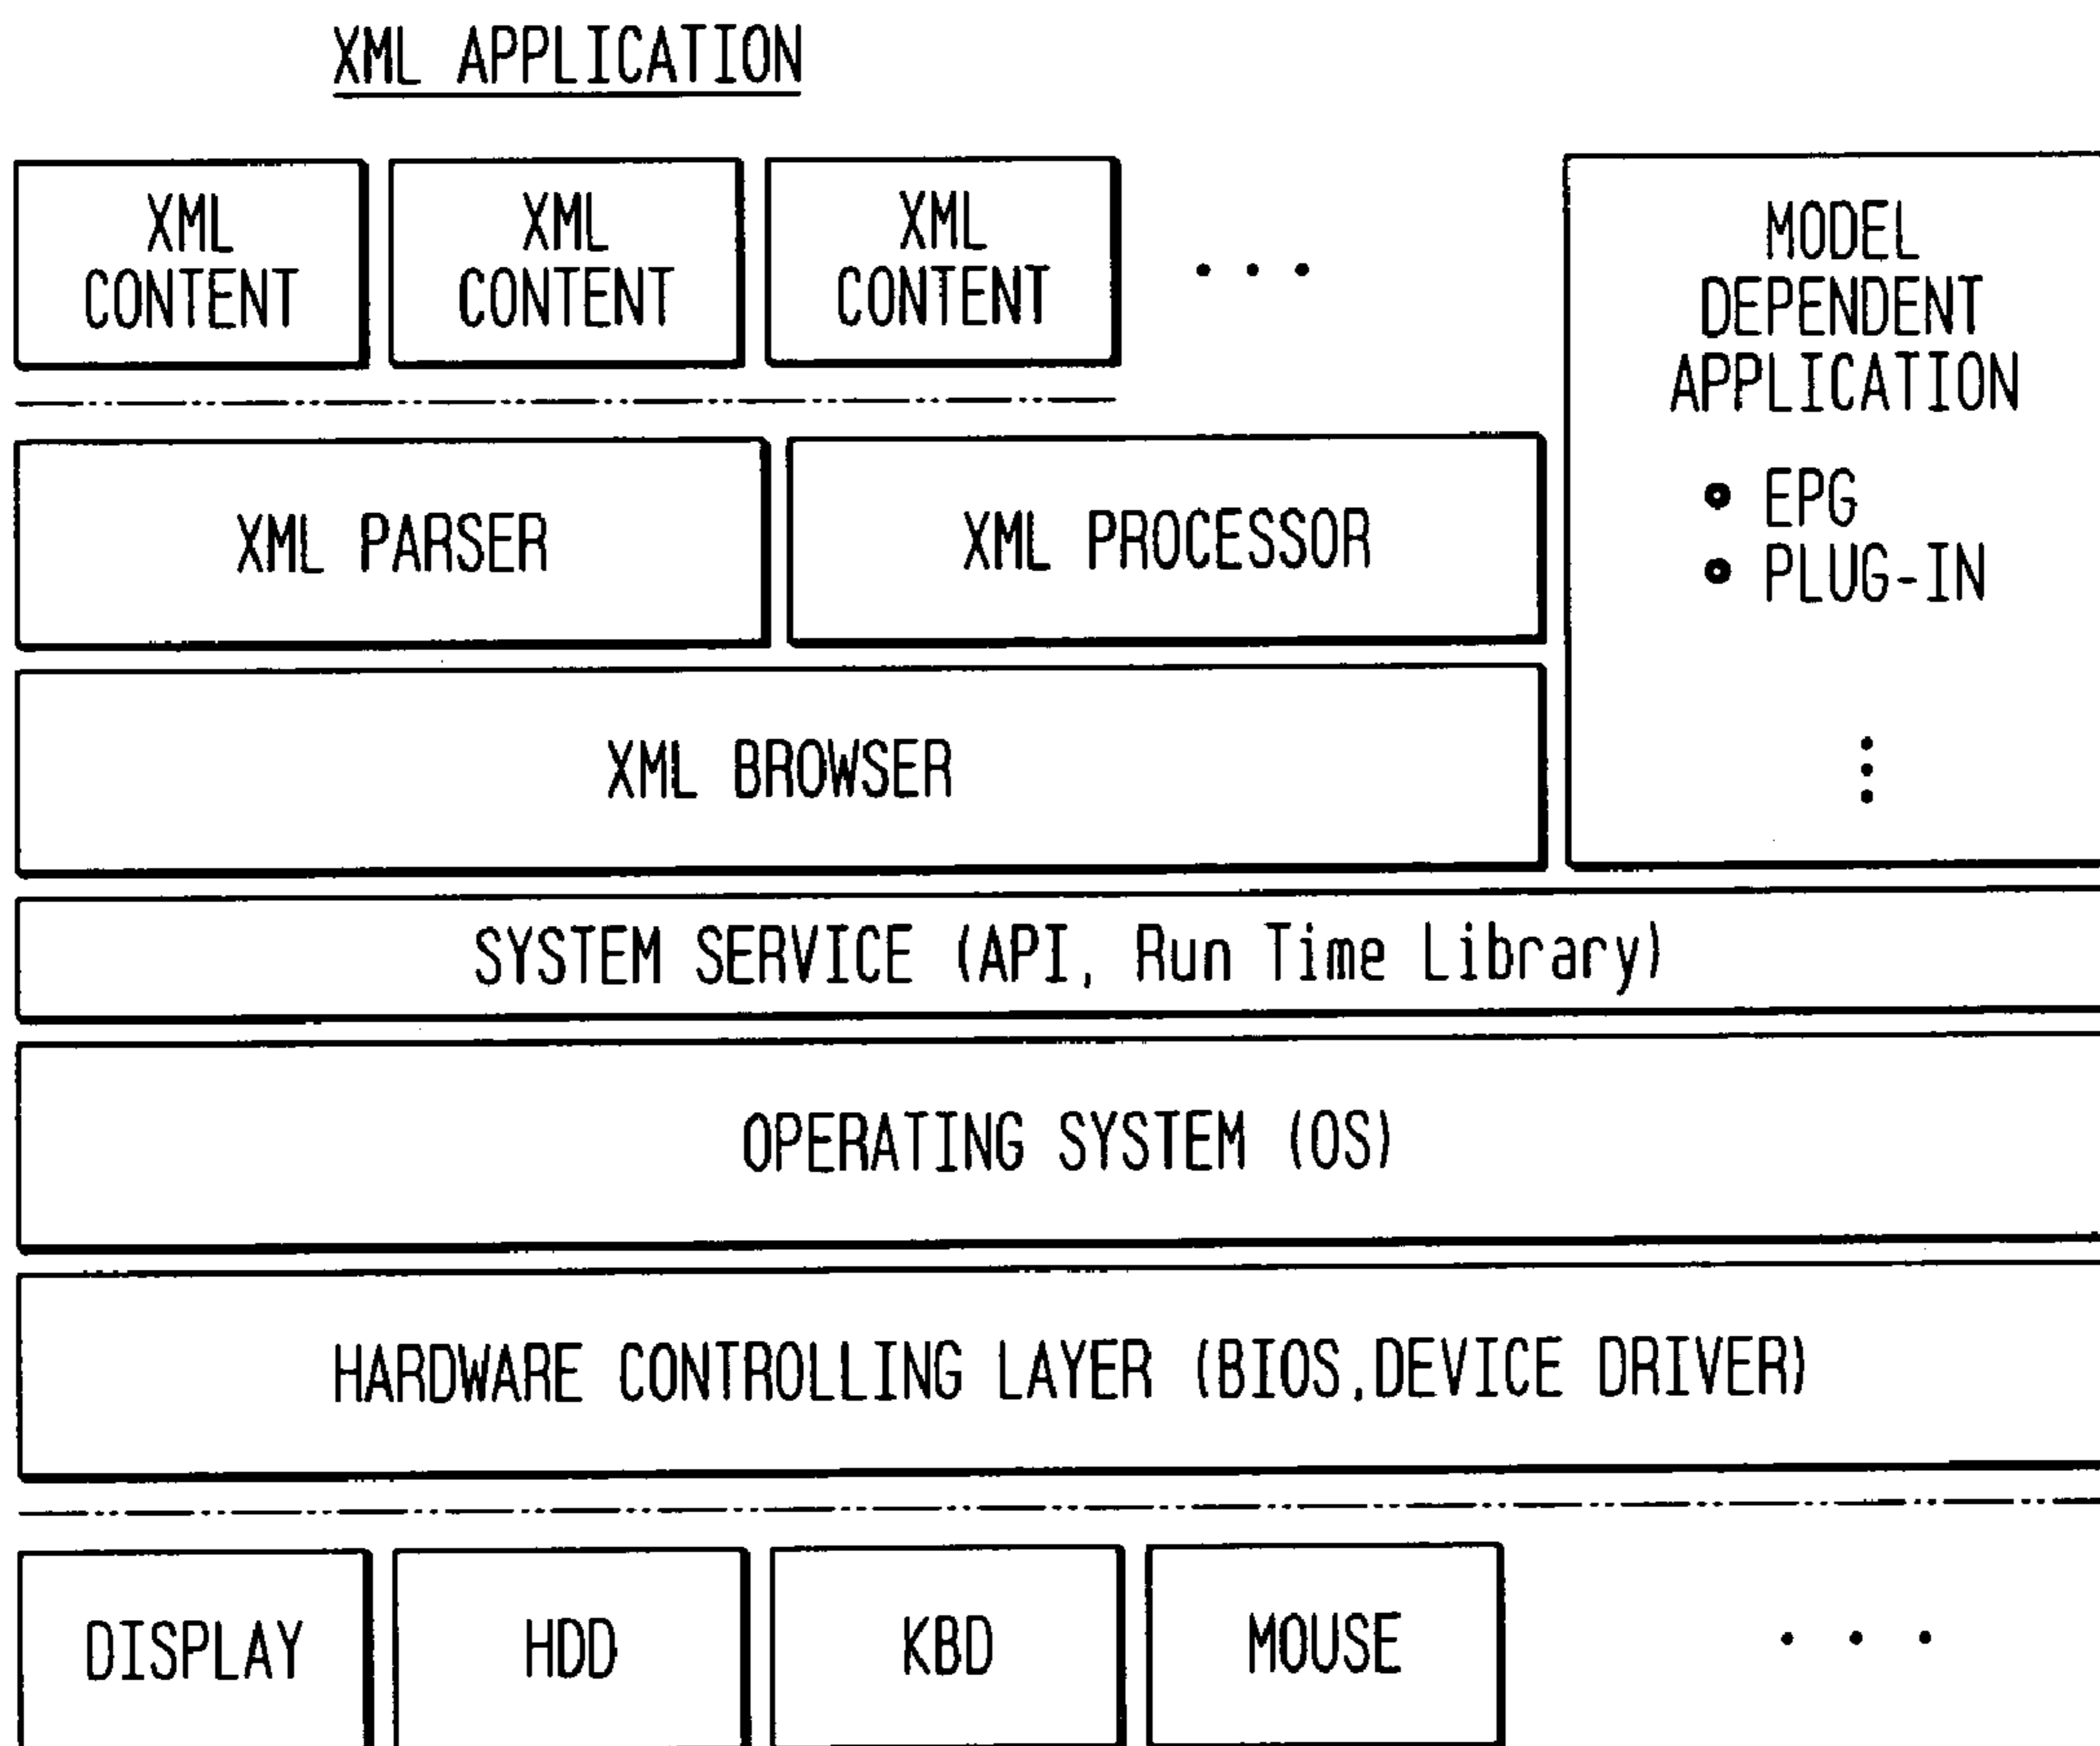 XML APPLICATION
XML
CONTENT
XML
CONTENT
XML
CONTENT
MODEL
DEPENDENT
APPLICATION
• EPG
• PLUG-IN
XML PARSER
XML PROCESSOR
XML BROWSER
SYSTEM SERVICE (API, Run Time Library)
OPERATING SYSTEM (OS)
HARDWARE CONTROLLING LAYER (BIOS,DEVICE DRIVER)
DISPLAY
HDD
KBD
MOUSE